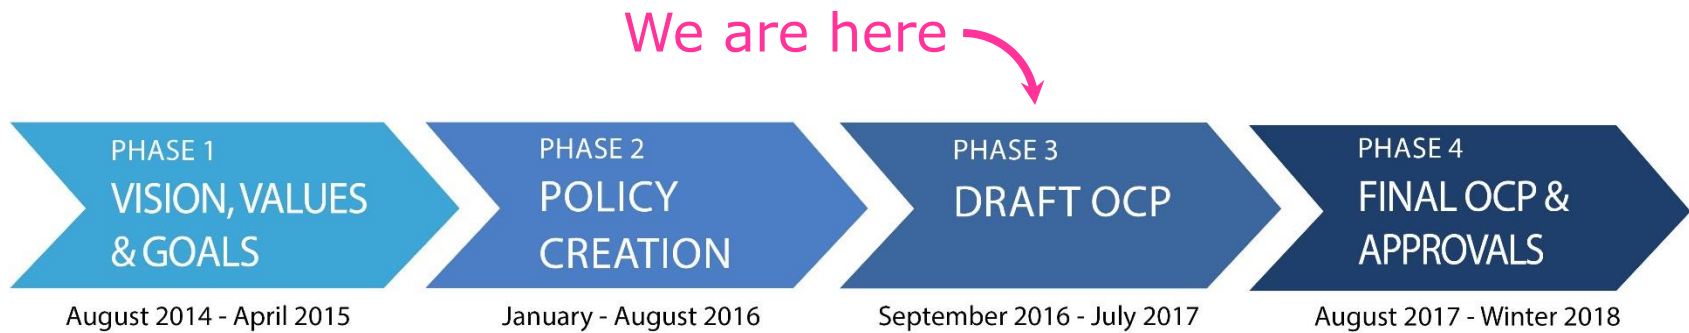 We are here
PHASE 1
VISION, VALUES
& GOALS
August 2014 - April 2015
PHASE 2
POLICY
CREATION
January - August 2016
PHASE 3
DRAFT OCP
September 2016 - July 2017
PHASE 4
FINAL OCP &
APPROVALS
August 2017 - Winter 2018